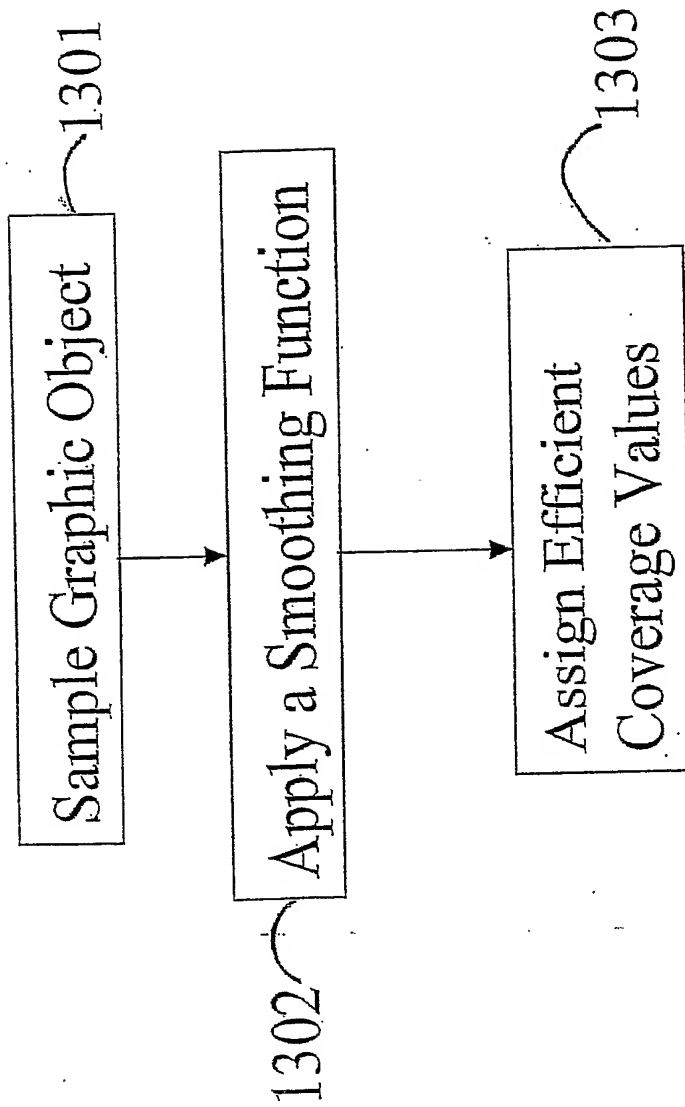 Sample Graphic Object
1301
Apply a Smoothing Function
1302
Assign Efficient
Coverage Values
1303